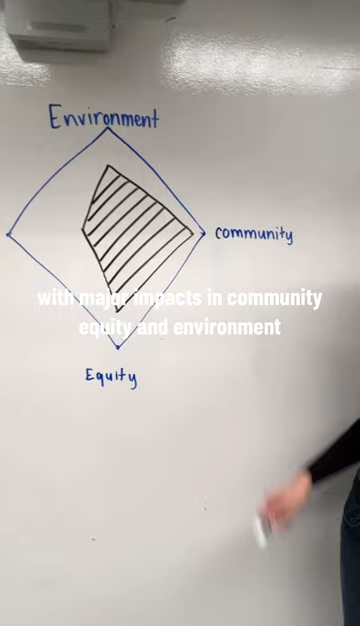 Environment
community
with major impacts in community
equity and environment
Equity